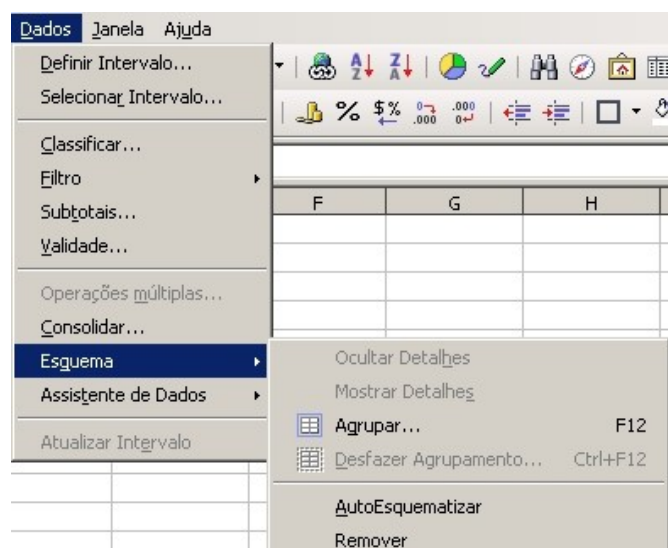 Dados Janela Ajuda
Definir Intervalo...
Selecionar Intervalo...
Classificar...
Filtro
Subtotais...
Validade...
F G H
Operações múltiplas...
Consolidar...
Esquema
Assistente de Dados
Atualizar Intervalo
Ocultar Detalhes
Mostrar Detalhes
Agrupar... F12
Desfazer Agrupamento... Ctrl+F12
AutoEsquematizar
Remover